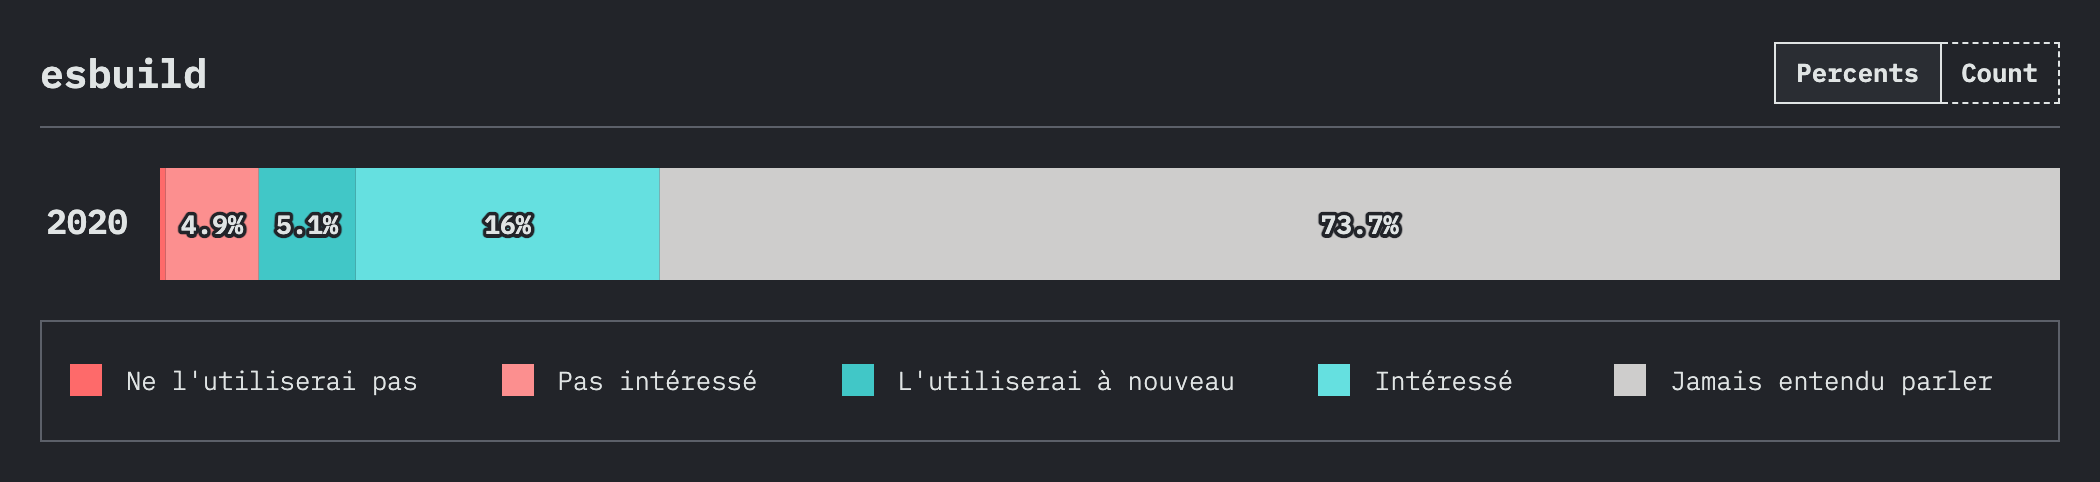 esbuild
Percents Count
2020 4.9% 5.1% 16% 73.7%
Ne l'utiliserai pas Pas intéressé L'utiliserai à nouveau Intéressé Jamais entendu parler